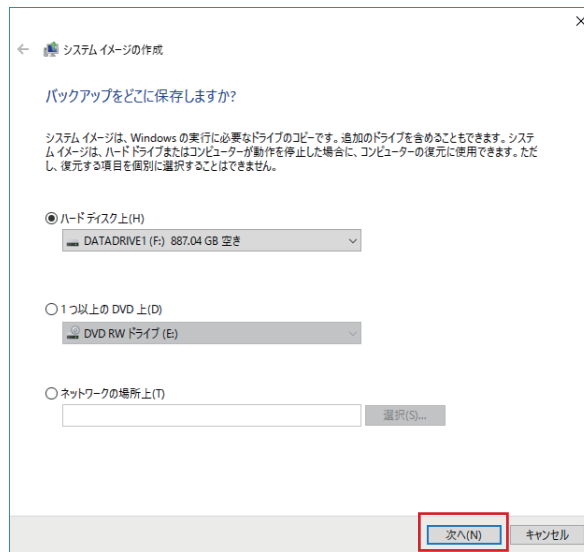 システム イメージの作成
バックアップをどこに保存しますか?
システム イメージは、Windows の実行に必要なドライブのコピーです。追加のドライブを含めることもできます。システ
ム イメージは、ハード ドライブまたはコンピューターが動作を停止した場合に、コンピューターの復元に使用できます。ただ
し、復元する項目を個別に選択することはできません。
ハード ディスク上(H)
DATADRIVE1 (F:) 887.04 GB 空き
1 つ以上の DVD 上(D)
DVD RW ドライブ (E:)
ネットワークの場所上(T)
選択(S)...
次へ(N)
キャンセル